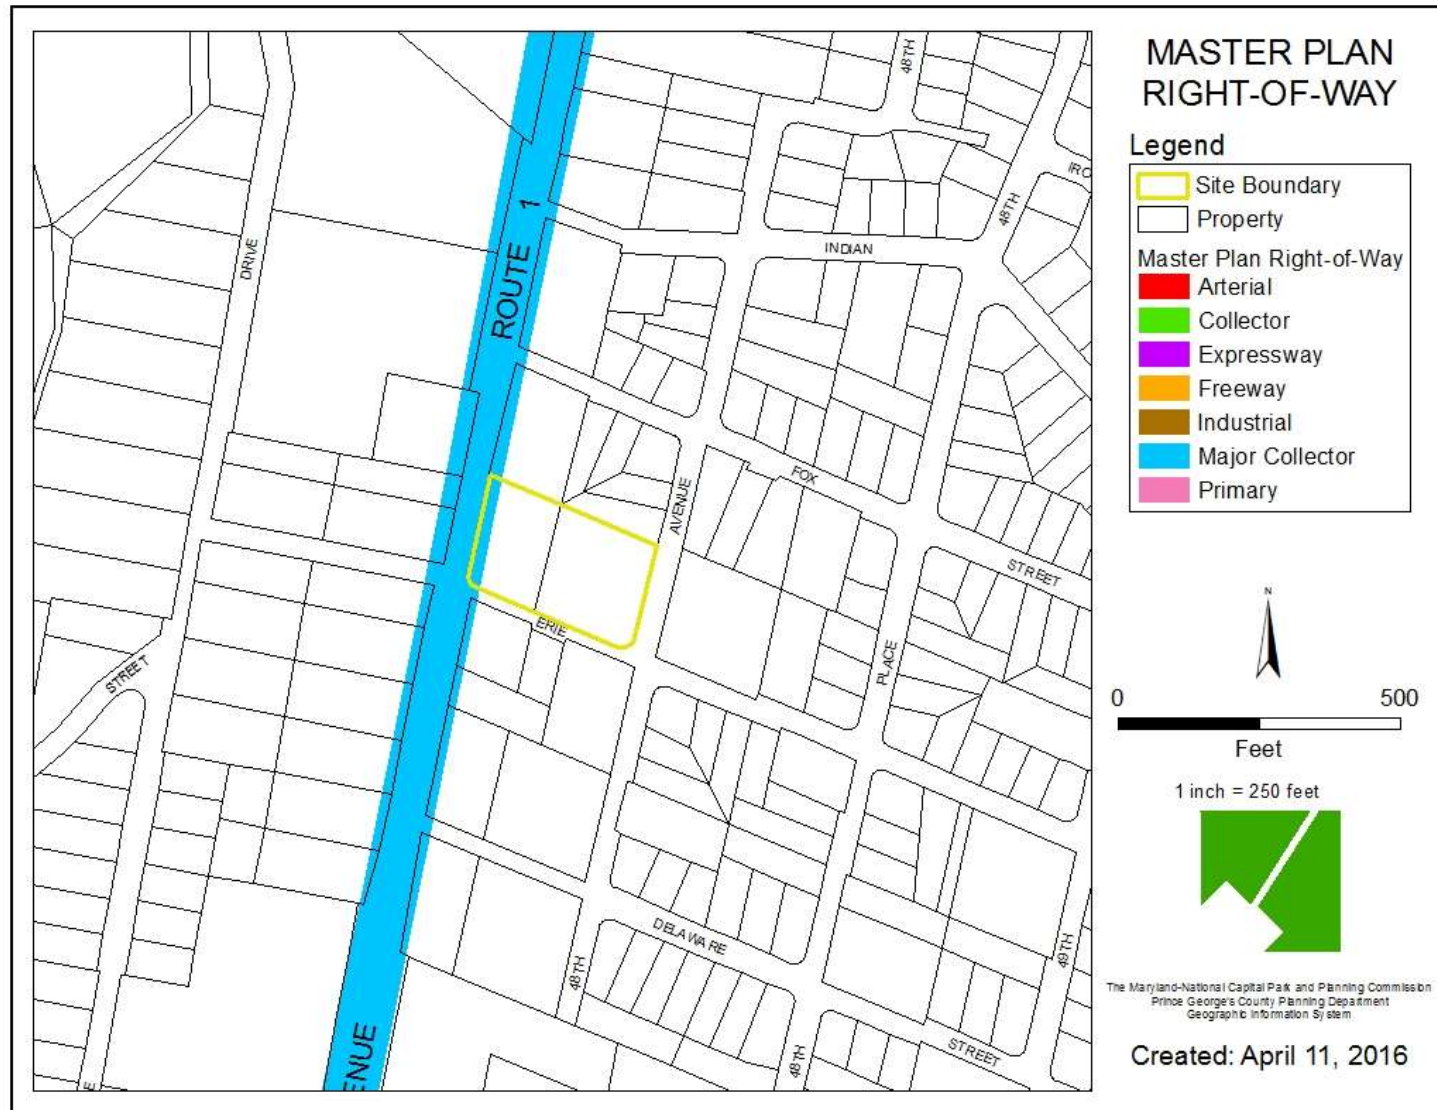 MASTER PLAN
RIGHT-OF-WAY
Legend
Site Boundary
Property
Master Plan Right-of-Way
Arterial
Collector
Expressway
Freeway
Industrial
Major Collector
Primary
N
0 500
Feet
1 inch = 250 feet
The Maryland-National Capital Park and Planning Commission
Prince George's County Planning Department
Geographic Information System
Created: April 11, 2016
48TH
IRO
48TH
INDIAN
DRIVE
ROUTE 1
FOX
AVENUE
STREET
ERIE
PLACE
STREET
DELAWARE
49TH
48TH
STREET
48TH
ENUE
E